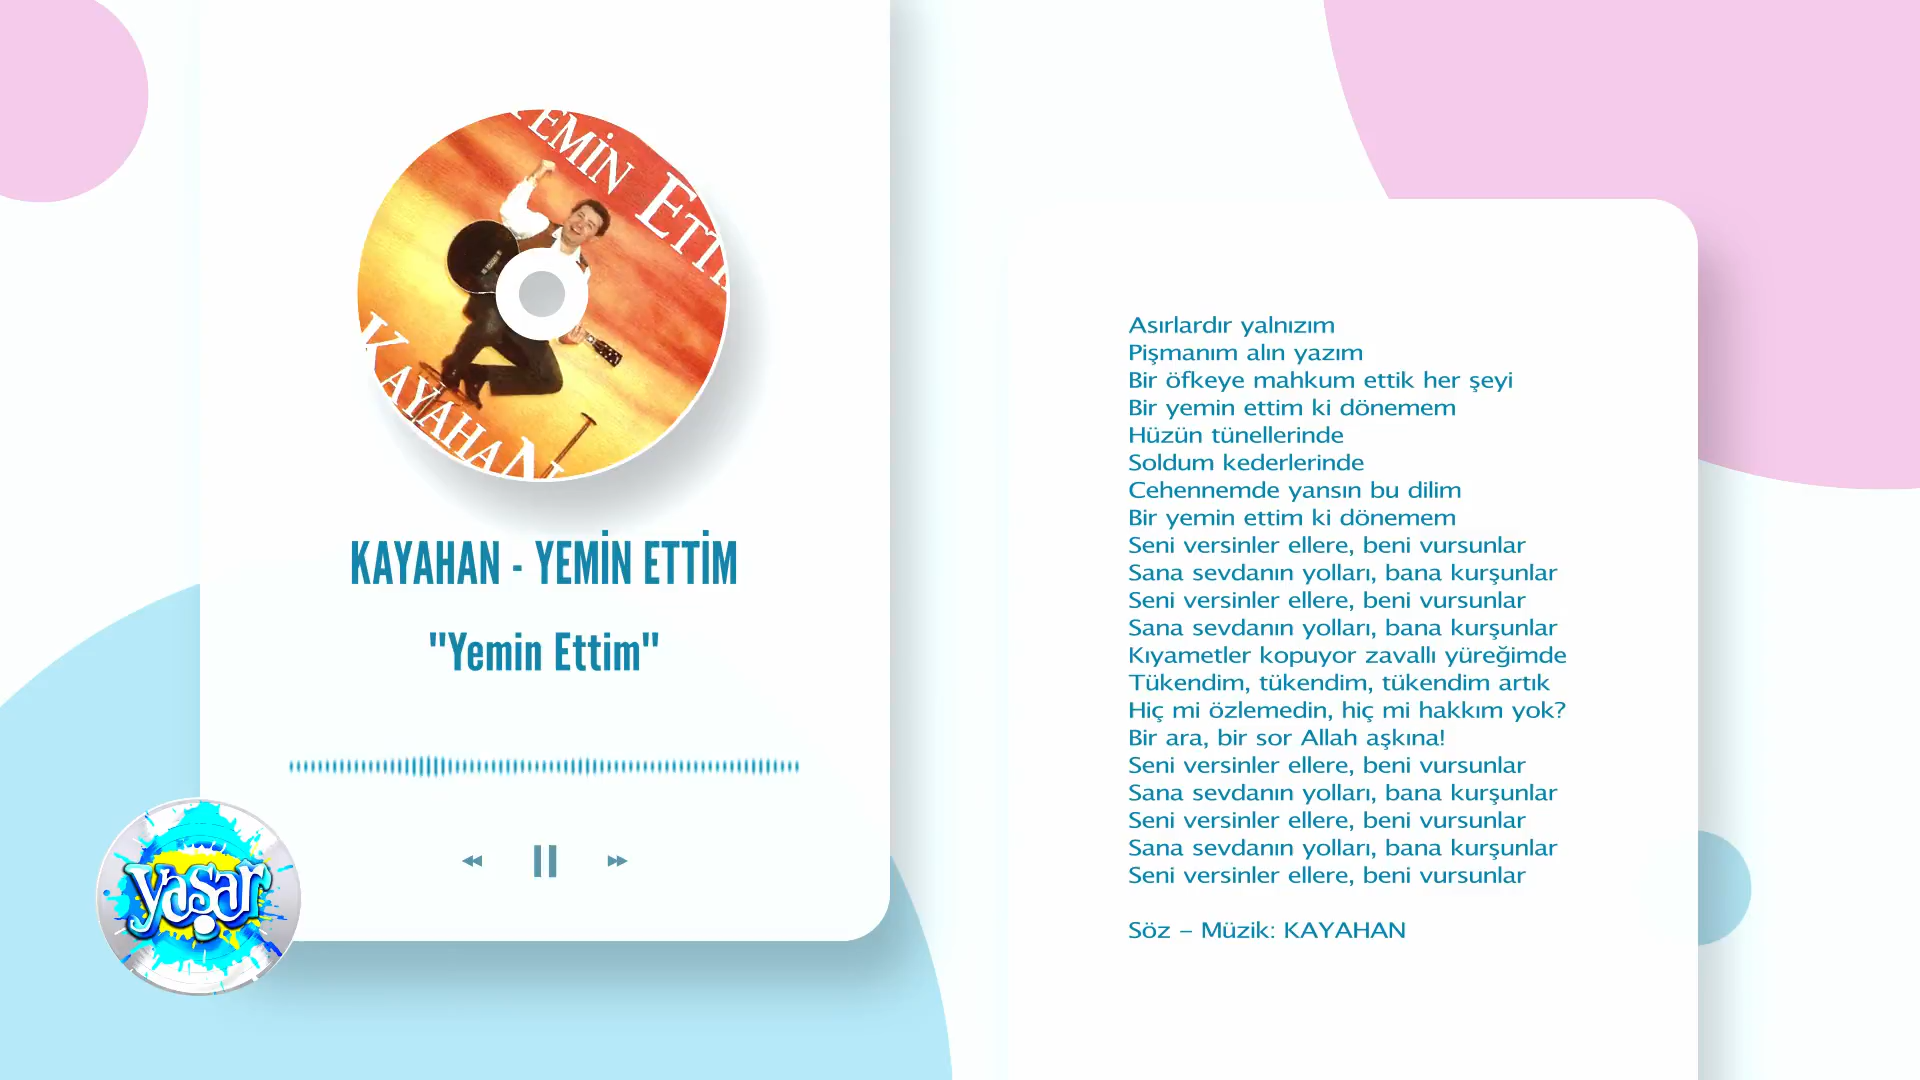 YEMİN ETTİM
KAYAHAN
KAYAHAN - YEMİN ETTİM
"Yemin Ettim"
yaşar
Asırlardır yalnızım
Pişmanım alın yazım
Bir öfkeye mahkum ettik her şeyi
Bir yemin ettim ki dönemem
Hüzün tünellerinde
Soldum kederlerinde
Cehennemde yansın bu dilim
Bir yemin ettim ki dönemem
Seni versinler ellere, beni vursunlar
Sana sevdanın yolları, bana kurşunlar
Seni versinler ellere, beni vursunlar
Sana sevdanın yolları, bana kurşunlar
Kıyametler kopuyor zavallı yüreğimde
Tükendim, tükendim, tükendim artık
Hiç mi özlemedin, hiç mi hakkım yok?
Bir ara, bir sor Allah aşkına!
Seni versinler ellere, beni vursunlar
Sana sevdanın yolları, bana kurşunlar
Seni versinler ellere, beni vursunlar
Sana sevdanın yolları, bana kurşunlar
Seni versinler ellere, beni vursunlar
Söz – Müzik: KAYAHAN